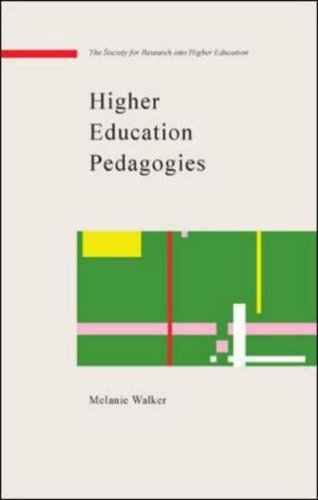 The Society for Research into Higher Education
Higher
Education
Pedagogies
Melanie Walker